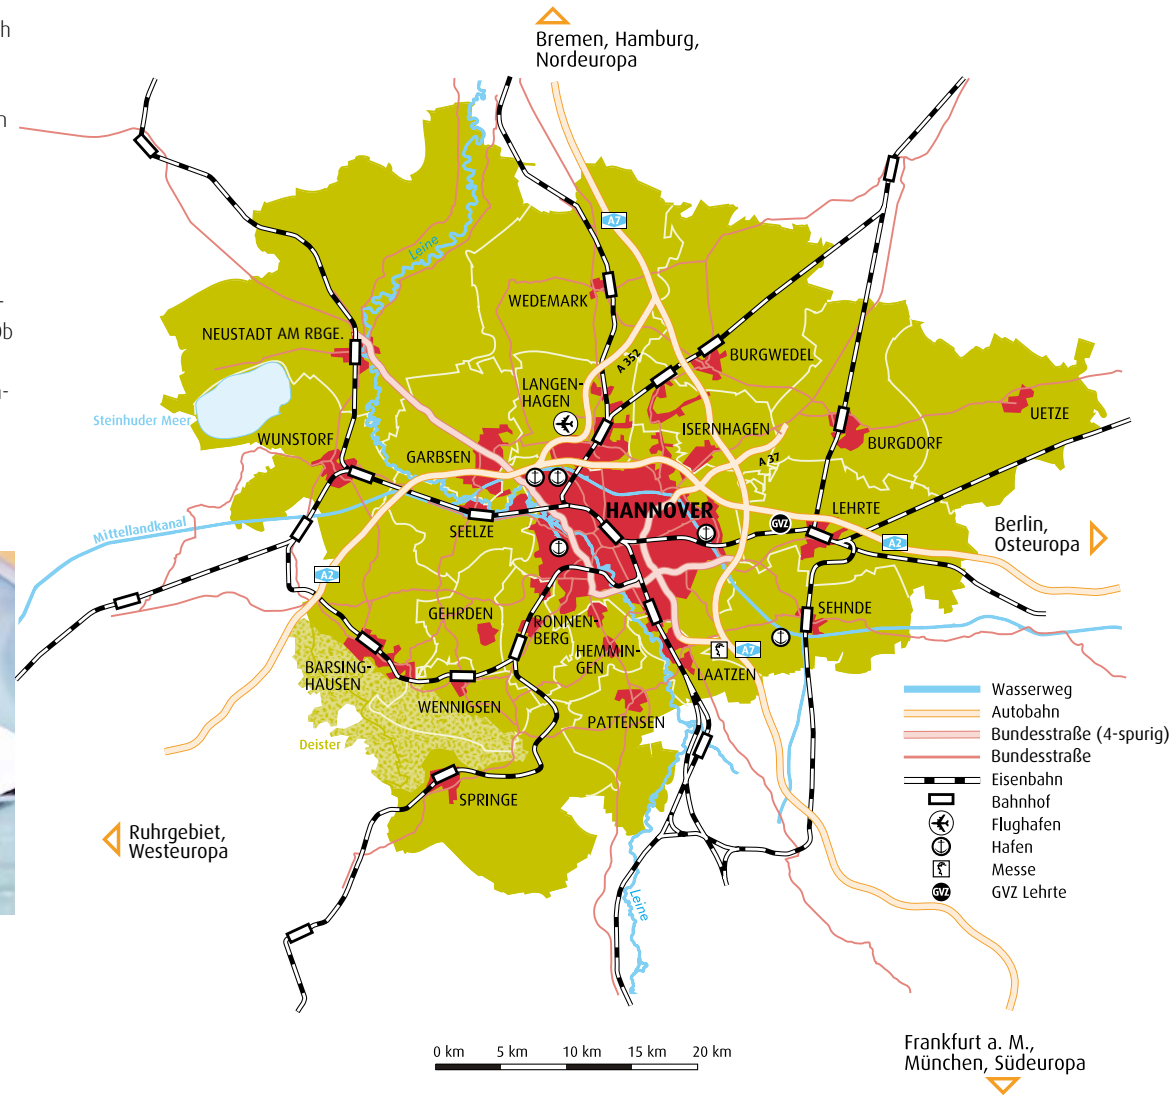 h
n
-
Ob
-
Bremen, Hamburg,
Nordeuropa
A7
Leine
WEDEMARK
NEUSTADT AM RBGE.
A 352
BURGWEDEL
LANGEN-
HAGEN
Steinhuder Meer
UETZE
WUNSTORF
GARBSEN
ISERNHAGEN
BURGDORF
A 37
HANNOVER
LEHRTE
GVZ
Mittellandkanal
SEELZE
A2
Berlin,
Osteuropa
A2
GEHRDEN
RONNEN-
BERG
SEHNDE
HEMMIN-
GEN
A7
BARSING-
HAUSEN
LAATZEN
WENNIGSEN
PATTENSEN
Deister
SPRINGE
Ruhrgebiet,
Westeuropa
Leine
Wasserweg
Autobahn
Bundesstraße (4-spurig)
Bundesstraße
Eisenbahn
Bahnhof
Flughafen
Hafen
Messe
GVZ GVZ Lehrte
0 km 5 km 10 km 15 km 20 km
Frankfurt a. M.,
München, Südeuropa